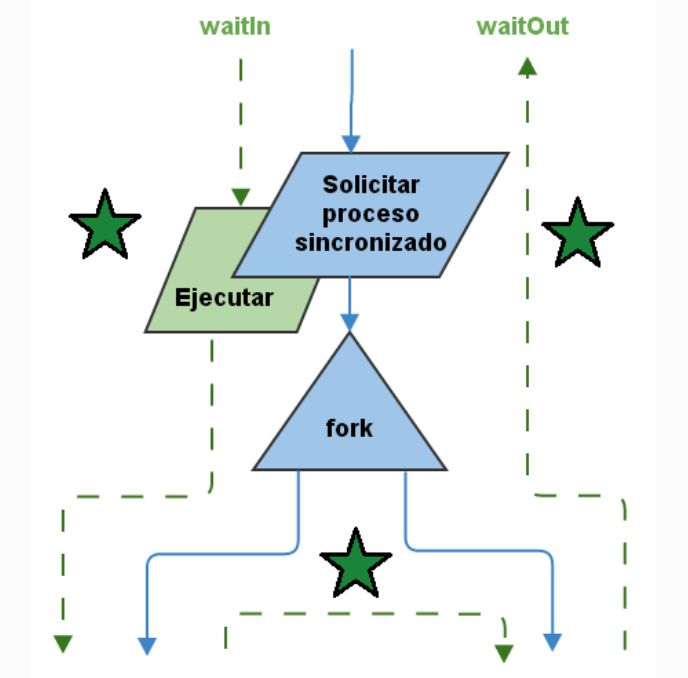 waitIn
waitOut
Solicitar
proceso
sincronizado
Ejecutar
fork